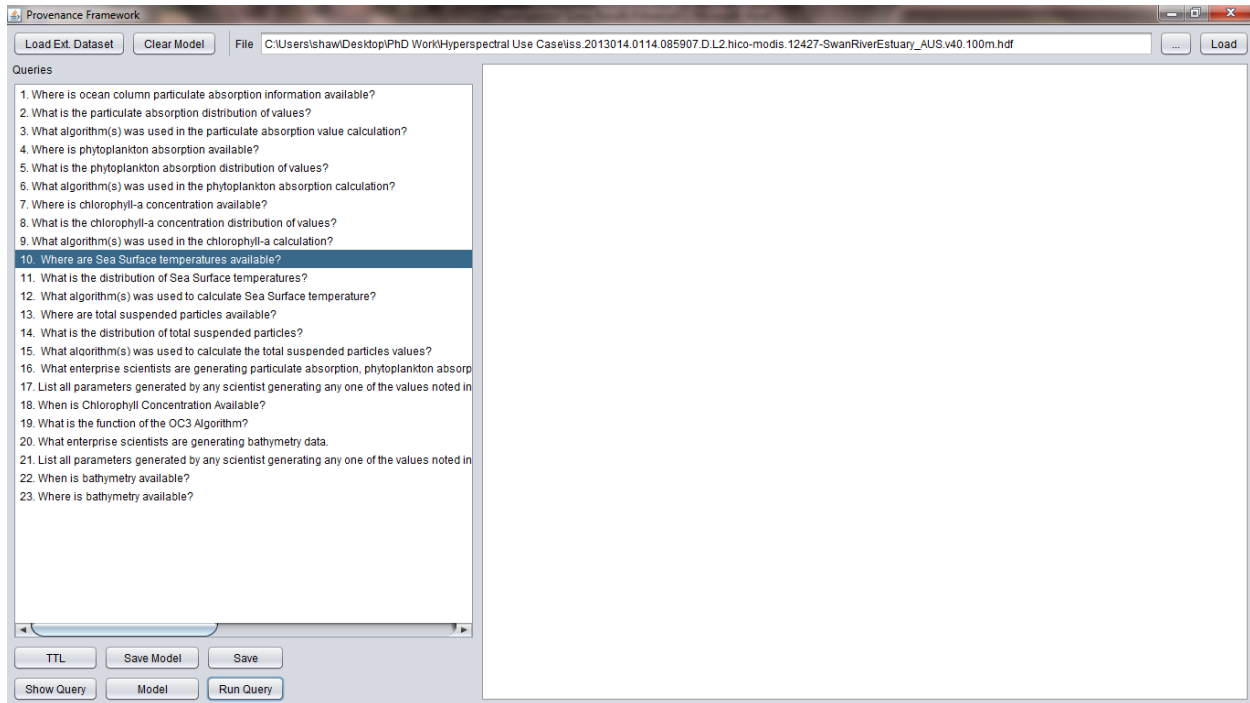 Provenance Framework
Load Ext. Dataset Clear Model File C:\Users\shaw\Desktop\PhD Work\Hyperspectral Use Case\iss.2013014.0114.085907.D.L2.hico-modis.12427-SwanRiverEstuary_AUS.v40.100m.hdf ... Load
Queries
1. Where is ocean column particulate absorption information available?
2. What is the particulate absorption distribution of values?
3. What algorithm(s) was used in the particulate absorption value calculation?
4. Where is phytoplankton absorption available?
5. What is the phytoplankton absorption distribution of values?
6. What algorithm(s) was used in the phytoplankton absorption calculation?
7. Where is chlorophyll-a concentration available?
8. What is the chlorophyll-a concentration distribution of values?
9. What algorithm(s) was used in the chlorophyll-a calculation?
10. Where are Sea Surface temperatures available?
11. What is the distribution of Sea Surface temperatures?
12. What algorithm(s) was used to calculate Sea Surface temperature?
13. Where are total suspended particles available?
14. What is the distribution of total suspended particles?
15. What algorithm(s) was used to calculate the total suspended particles values?
16. What enterprise scientists are generating particulate absorption, phytoplankton absorp
17. List all parameters generated by any scientist generating any one of the values noted in
18. When is Chlorophyll Concentration Available?
19. What is the function of the OC3 Algorithm?
20. What enterprise scientists are generating bathymetry data.
21. List all parameters generated by any scientist generating any one of the values noted in
22. When is bathymetry available?
23. Where is bathymetry available?
TTL Save Model Save
Show Query Model Run Query